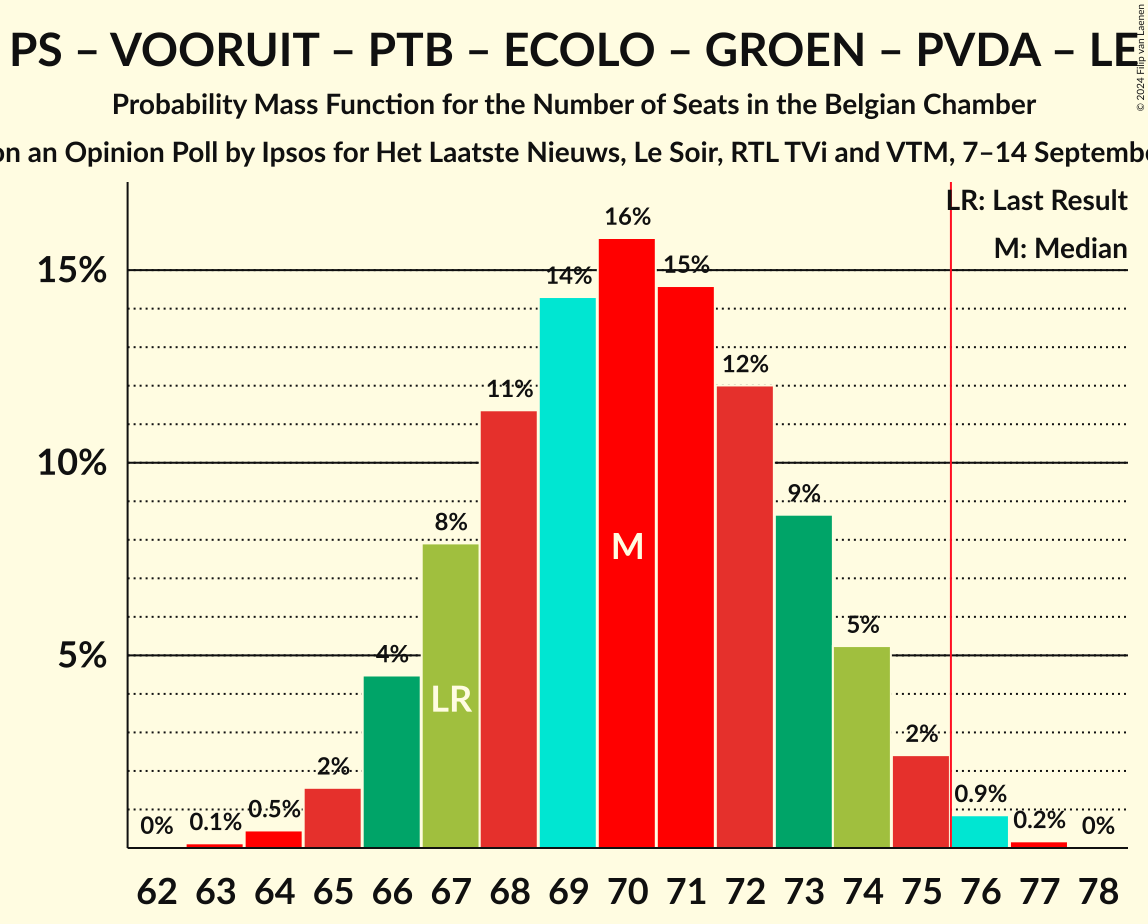 PS – VOORUIT – PTB – ECOLO – GROEN – PVDA – LE
© 2024 Filip van Laenen
Probability Mass Function for the Number of Seats in the Belgian Chamber
on an Opinion Poll by Ipsos for Het Laatste Nieuws, Le Soir, RTL TVi and VTM, 7–14 Septembe
LR: Last Result
M: Median
15%
10%
5%
0% 0.1% 0.5% 2% 4% 8% 11% 14% 16% 15% 12% 9% 5% 2% 0.9% 0.2% 0%
LR
M
62 63 64 65 66 67 68 69 70 71 72 73 74 75 76 77 78